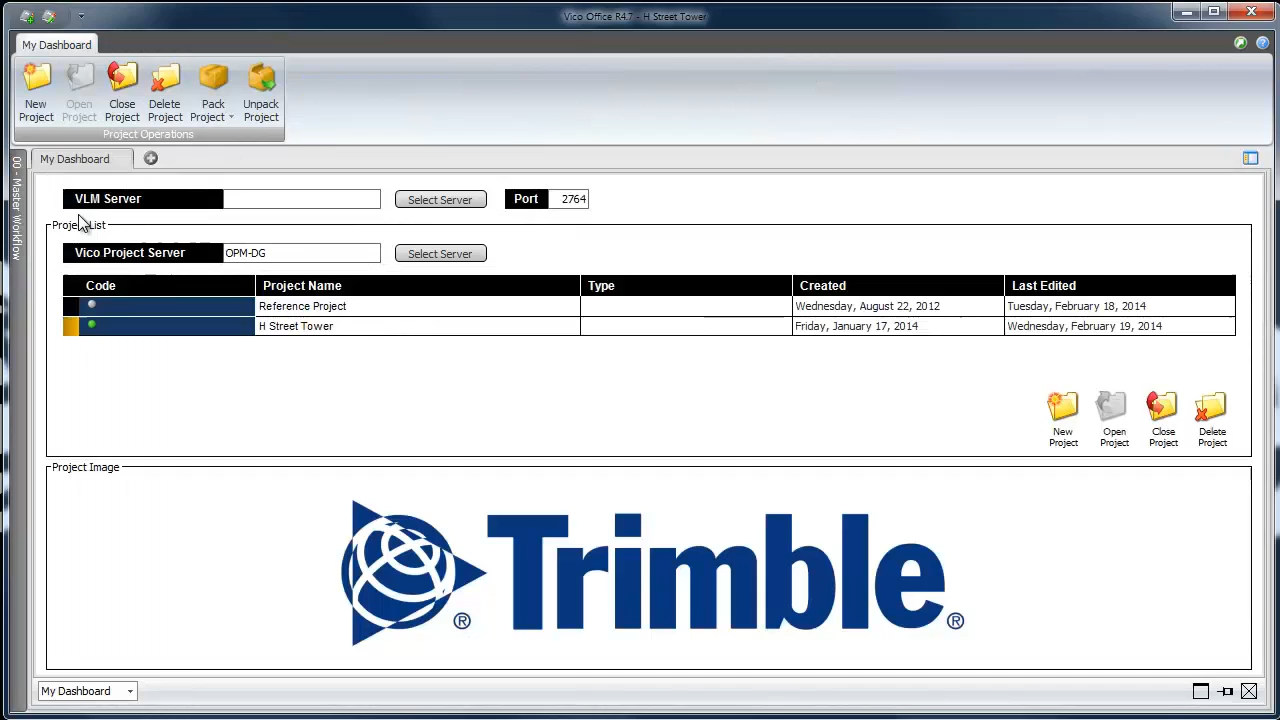 Vico Office R4.7 - H Street Tower
My Dashboard
New Project
Open Project
Close Project
Delete Project
Pack Project
Unpack Project
Project Operations
00 - Master Workflow
My Dashboard
VLM Server
Select Server
Port 2764
Project List
Vico Project Server OPM-DG
Select Server
Code Project Name Type Created Last Edited
Reference Project Wednesday, August 22, 2012 Tuesday, February 18, 2014
H Street Tower Friday, January 17, 2014 Wednesday, February 19, 2014
New Project
Open Project
Close Project
Delete Project
Project Image
Trimble
My Dashboard